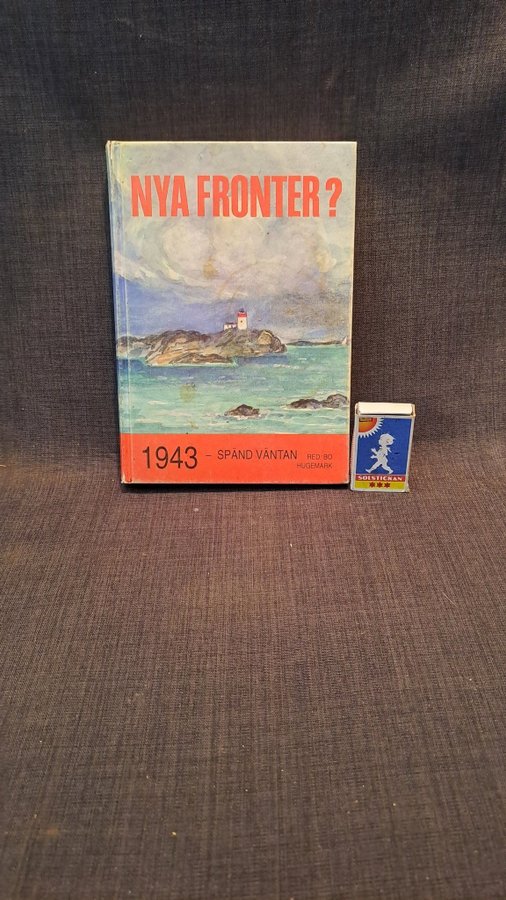 NYA FRONTER?
1943 – SPÄND VÄNTAN RED: BO
HUGEMARK
SOLSTICKAN
★★★